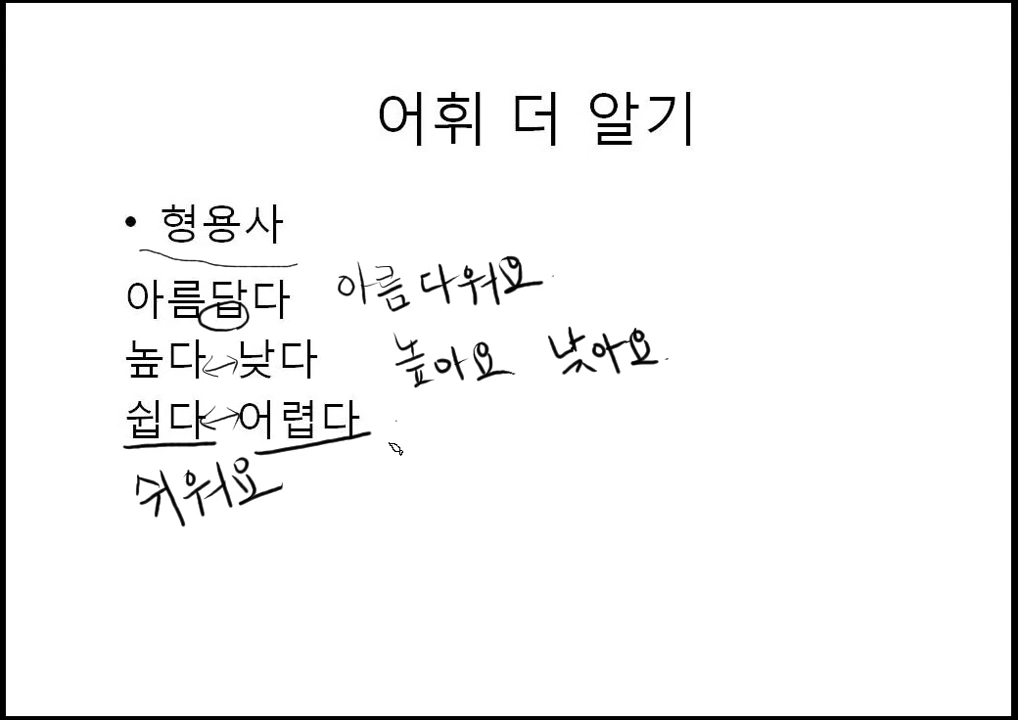 어휘 더 알기
• 형용사
아름답다 아름다워요
높다↔낮다 높아요 낮아요
쉽다↔어렵다
쉬워요